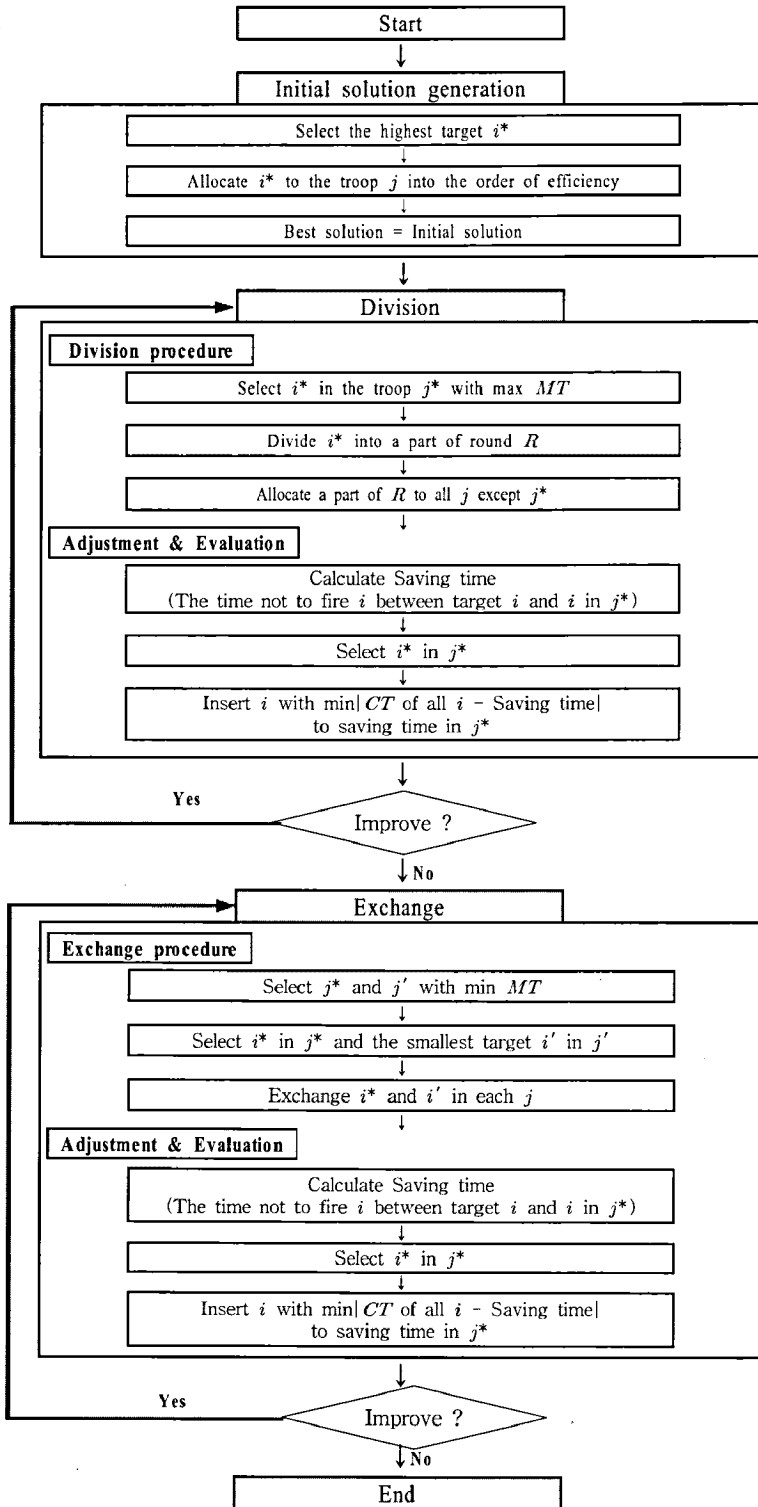 Start
Initial solution generation
Select the highest target i*
Allocate i* to the troop j into the order of efficiency
Best solution = Initial solution
Division
Division procedure
Select i* in the troop j* with max MT
Divide i* into a part of round R
Allocate a part of R to all j except j*
Adjustment & Evaluation
Calculate Saving time
(The time not to fire i between target i and i in j*)
Select i* in j*
Insert i with min| CT of all i - Saving time|
to saving time in j*
Yes
Improve ?
No
Exchange
Exchange procedure
Select j* and j′ with min MT
Select i* in j* and the smallest target i′ in j′
Exchange i* and i′ in each j
Adjustment & Evaluation
Calculate Saving time
(The time not to fire i between target i and i in j*)
Select i* in j*
Insert i with min| CT of all i - Saving time|
to saving time in j*
Yes
Improve ?
No
End